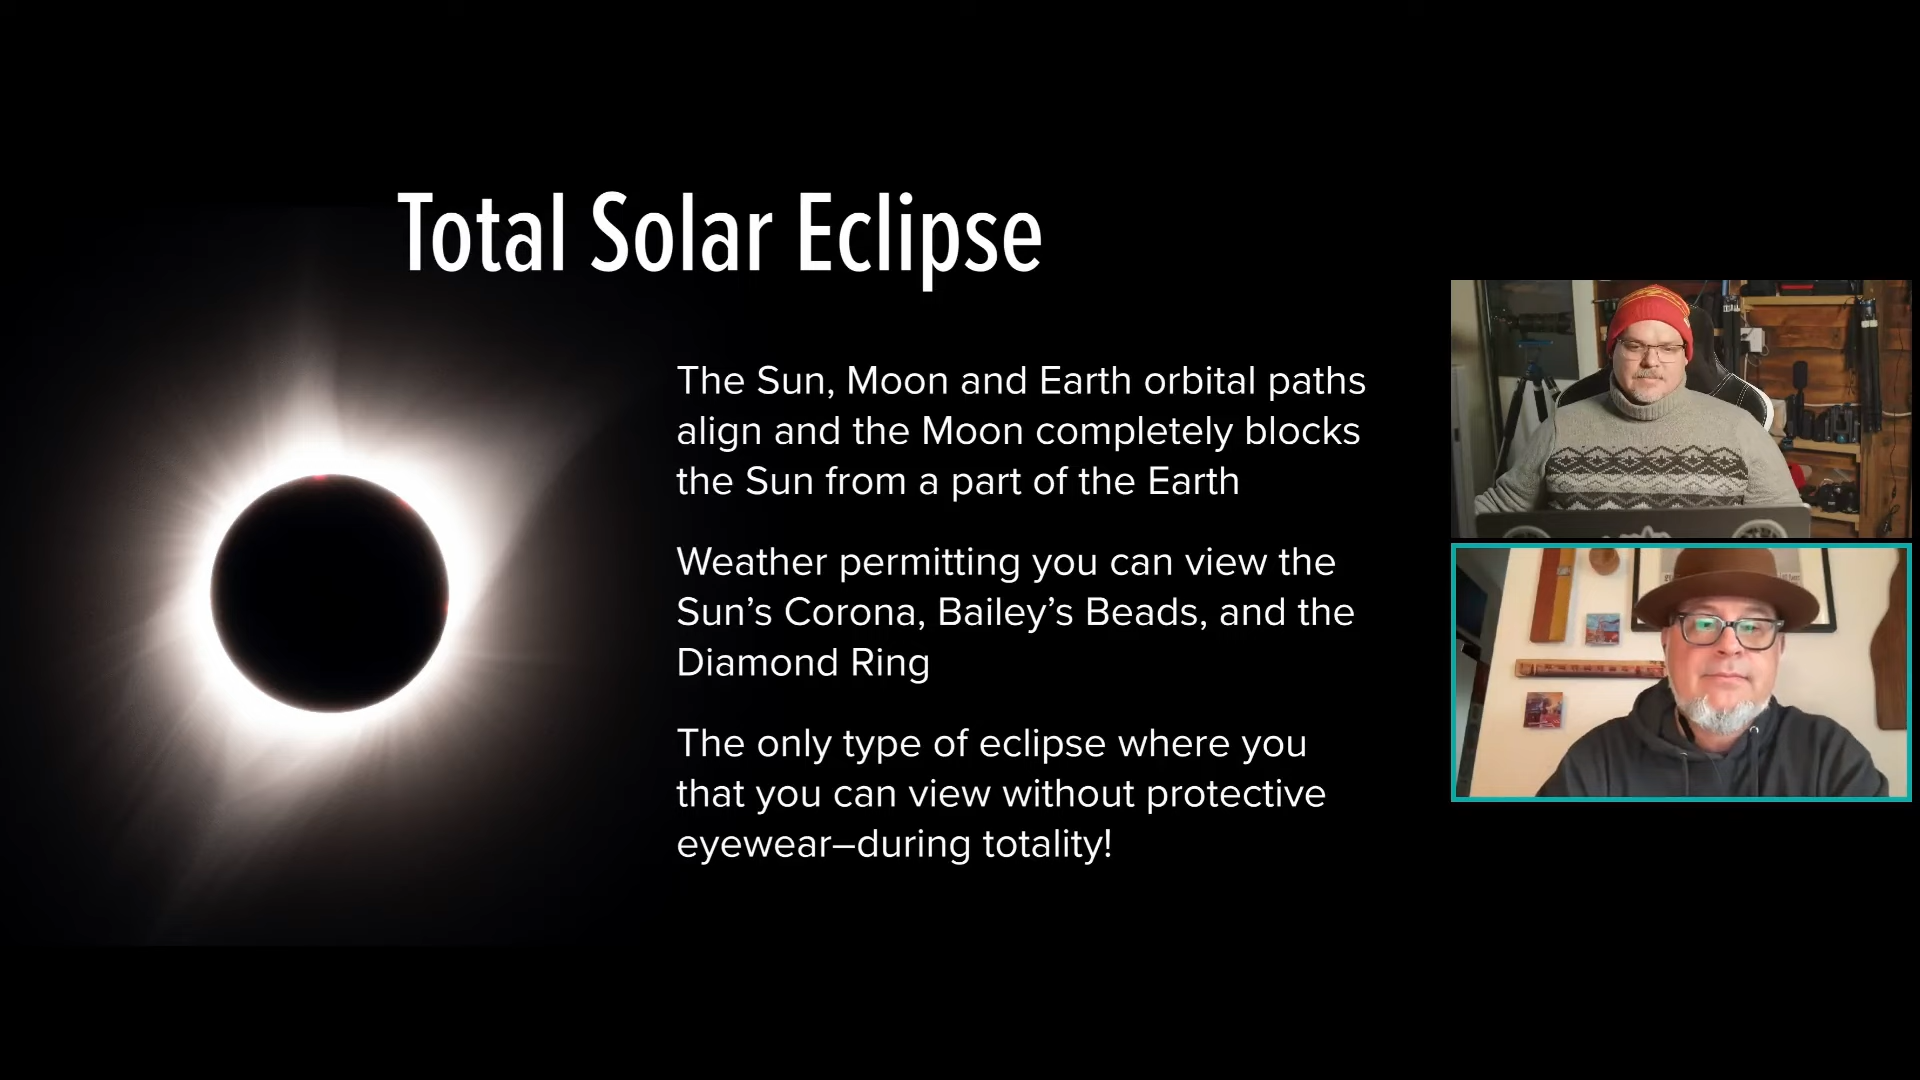 Total Solar Eclipse
The Sun, Moon and Earth orbital paths
align and the Moon completely blocks
the Sun from a part of the Earth
Weather permitting you can view the
Sun’s Corona, Bailey’s Beads, and the
Diamond Ring
The only type of eclipse where you
that you can view without protective
eyewear–during totality!